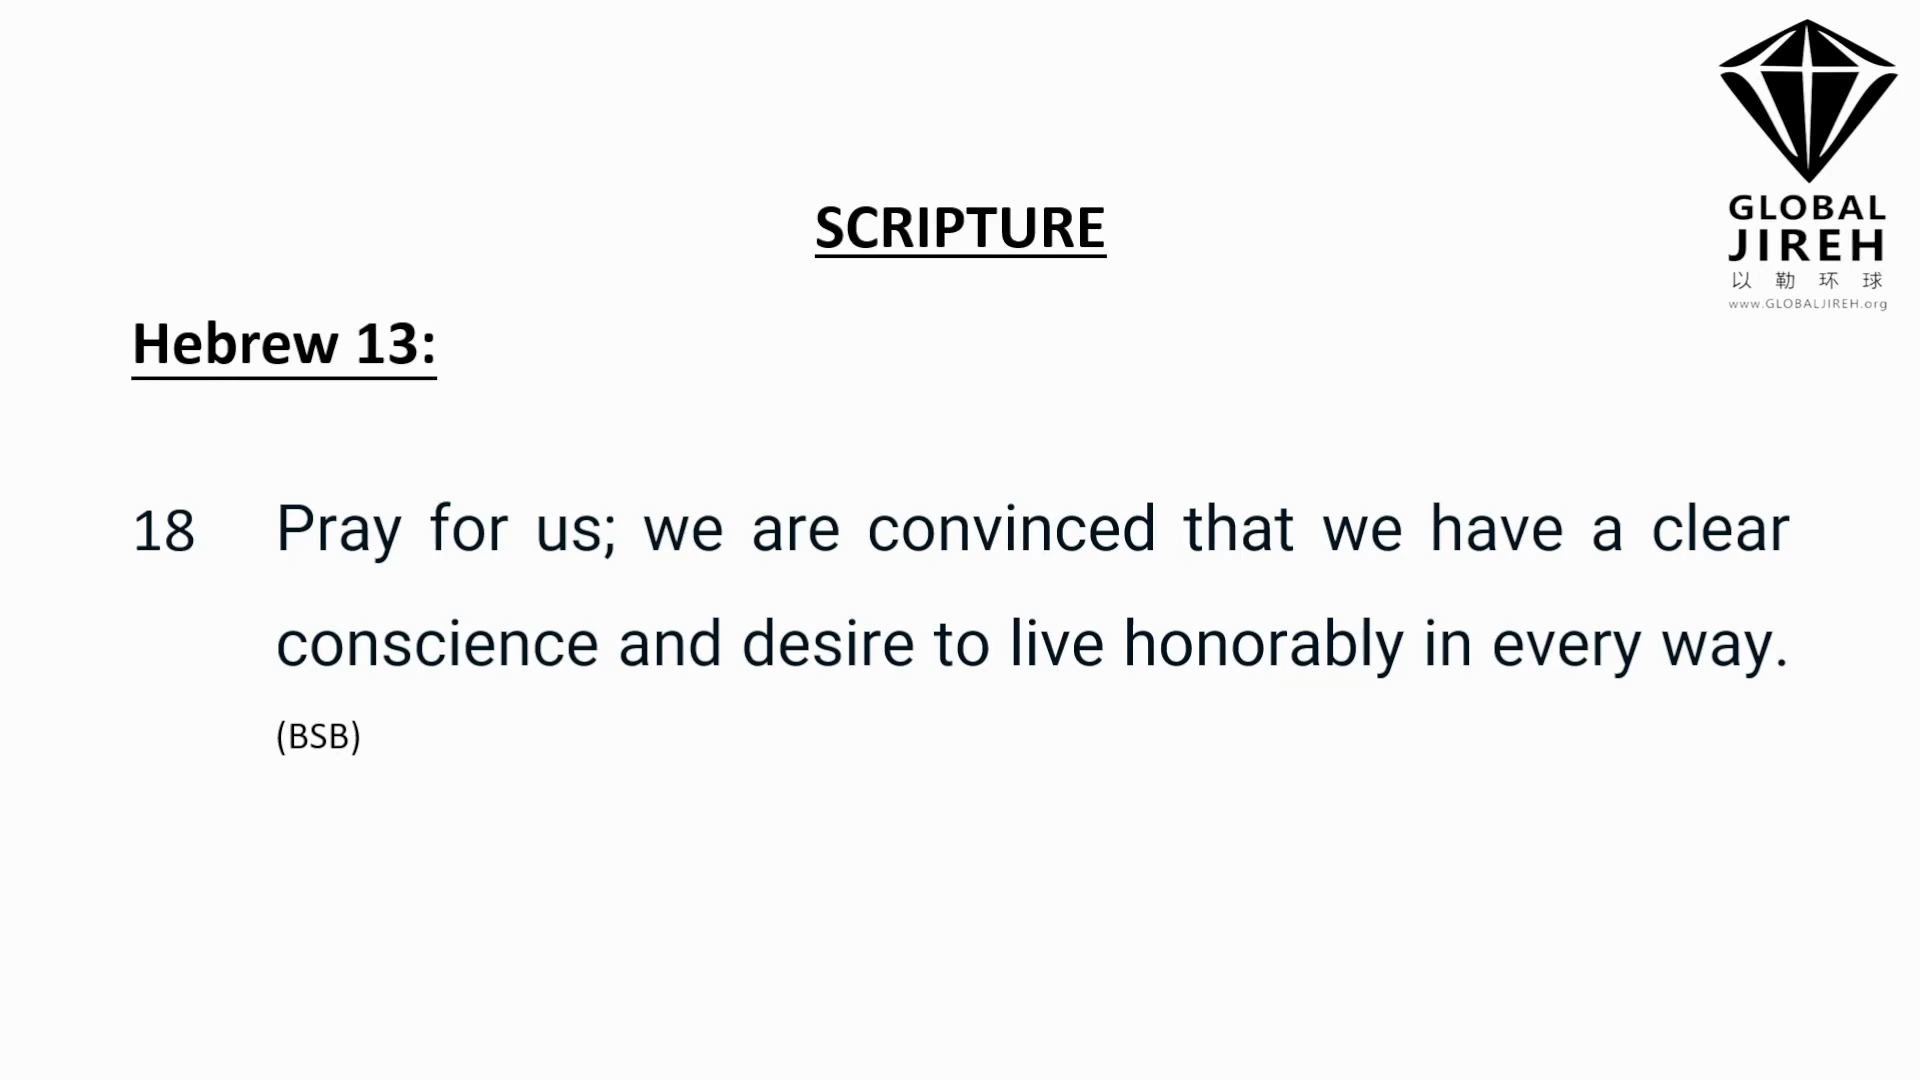 GLOBAL
JIREH
以勒环球
www.GLOBALJIREH.org
SCRIPTURE
Hebrew 13:
18 Pray for us; we are convinced that we have a clear
conscience and desire to live honorably in every way.
(BSB)